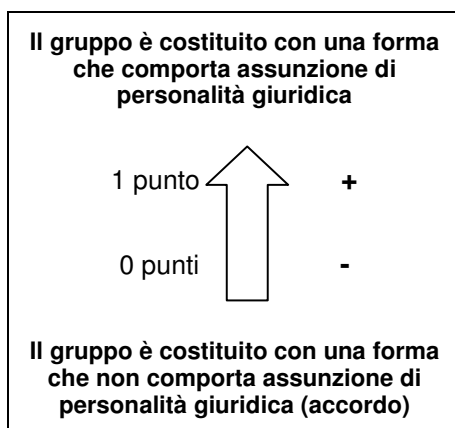 Il gruppo è costituito con una forma
che comporta assunzione di
personalità giuridica
1 punto +
0 punti -
Il gruppo è costituito con una forma
che non comporta assunzione di
personalità giuridica (accordo)